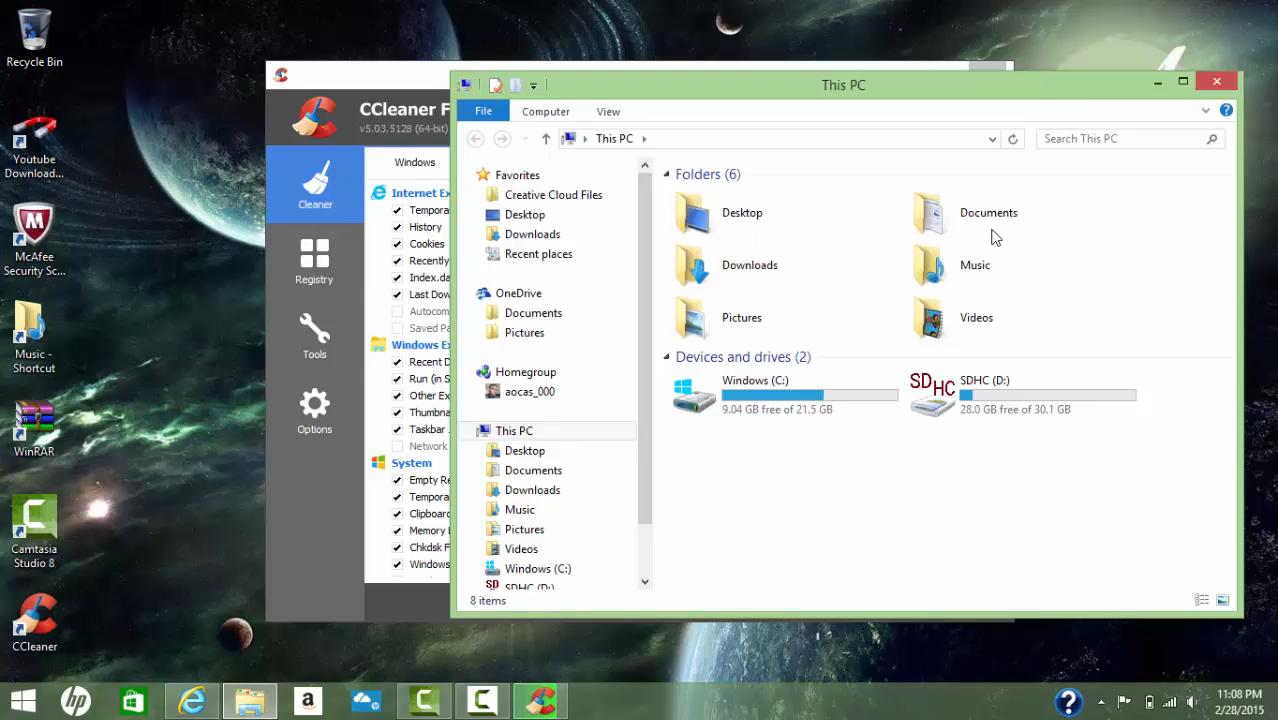 Recycle Bin
Youtube
Download...
McAfee
Security Sc...
Music -
Shortcut
WinRAR
Camtasia
Studio 8
CCleaner
CCleaner F
v5.03.5128 (64-bit)
Cleaner
Registry
Tools
Options
Windows
Internet Ex
Tempora
History
Cookies
Recently
Index.da
Last Dow
Autocom
Saved Pa
Windows Ex
Recent D
Run (in S
Other Ex
Thumbna
Taskbar
Network
System
Empty Re
Tempora
Clipboard
Memory
Chkdsk F
Windows
This PC
File
Computer
View
This PC
Search This PC
Favorites
Creative Cloud Files
Desktop
Downloads
Recent places
OneDrive
Documents
Pictures
Homegroup
aocas_000
This PC
Desktop
Documents
Downloads
Music
Pictures
Videos
Windows (C:)
SDHC (D:)
Folders (6)
Desktop
Documents
Downloads
Music
Pictures
Videos
Devices and drives (2)
Windows (C:)
9.04 GB free of 21.5 GB
SDHC
SDHC (D:)
28.0 GB free of 30.1 GB
8 items
hp
11:08 PM
2/28/2015